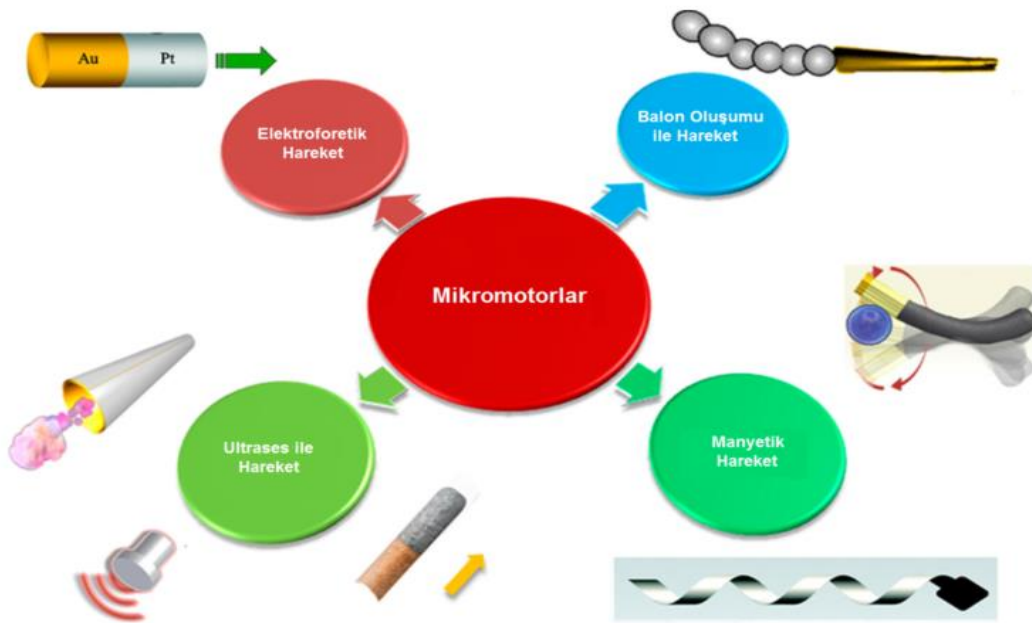 Au Pt
Elektroforetik
Hareket
Balon Oluşumu
ile Hareket
Mikromotorlar
Ultrases ile
Hareket
Manyetik
Hareket